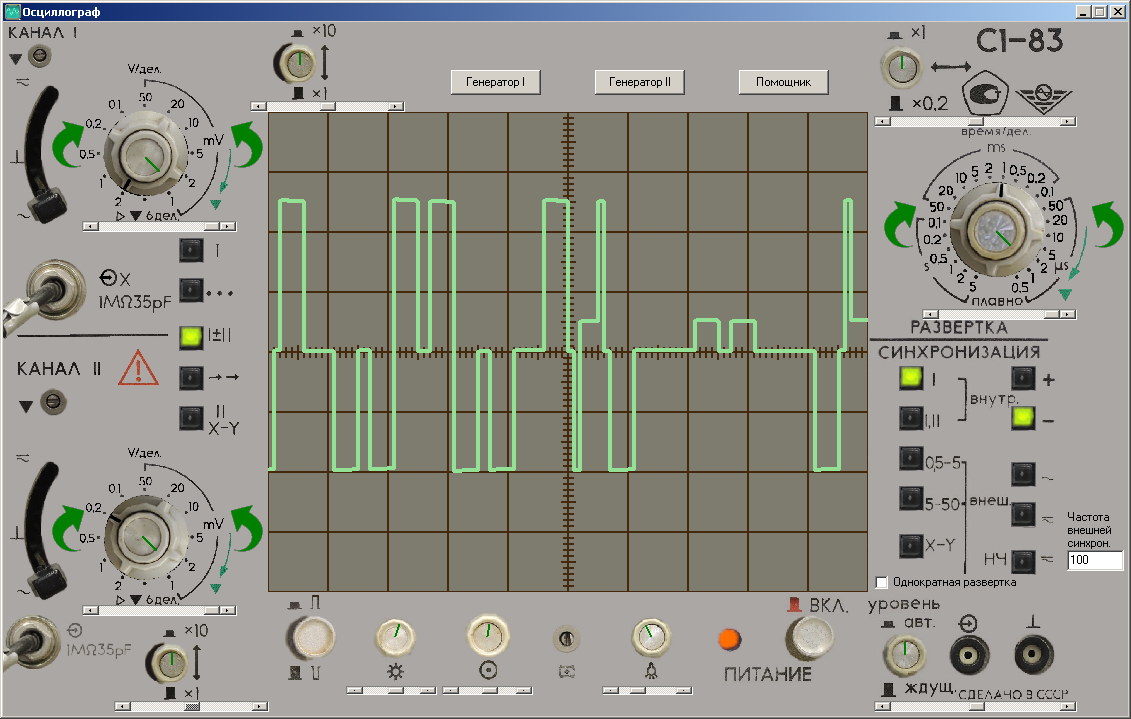 Осциллограф
КАНАЛ I
V/дел.
50
0.1
20
0.2
10
mV
0.5
5
1
2
2
1
▷ ▼ 6дел.
×10
×1
Генератор I
Генератор II
Помощник
×1
×0,2
С1-83
время/дел.
ms
1
2
0,5
5
0.2
10
0.1
20
50
50
0,1
20
0.2
10
0.5
5
s
μs
1
2
2
1
5
0.5
плавно
РАЗВЕРТКА
X
1МΩ35pF
I
...
I±II
→→
II
X-Y
КАНАЛ II
V/дел.
50
0.1
20
0.2
10
mV
0.5
5
1
2
2
1
▷ ▼ 6дел.
1МΩ35pF
×10
×1
СИНХРОНИЗАЦИЯ
I
+
внутр.
I,II
−
0,5-5
~
5-50
внеш.
X-Y
НЧ
Частота
внешней
синхрон.
100
Однократная развертка
ВКЛ.
ПИТАНИЕ
уровень
авт.
ждущ.
СДЕЛАНО В СССР